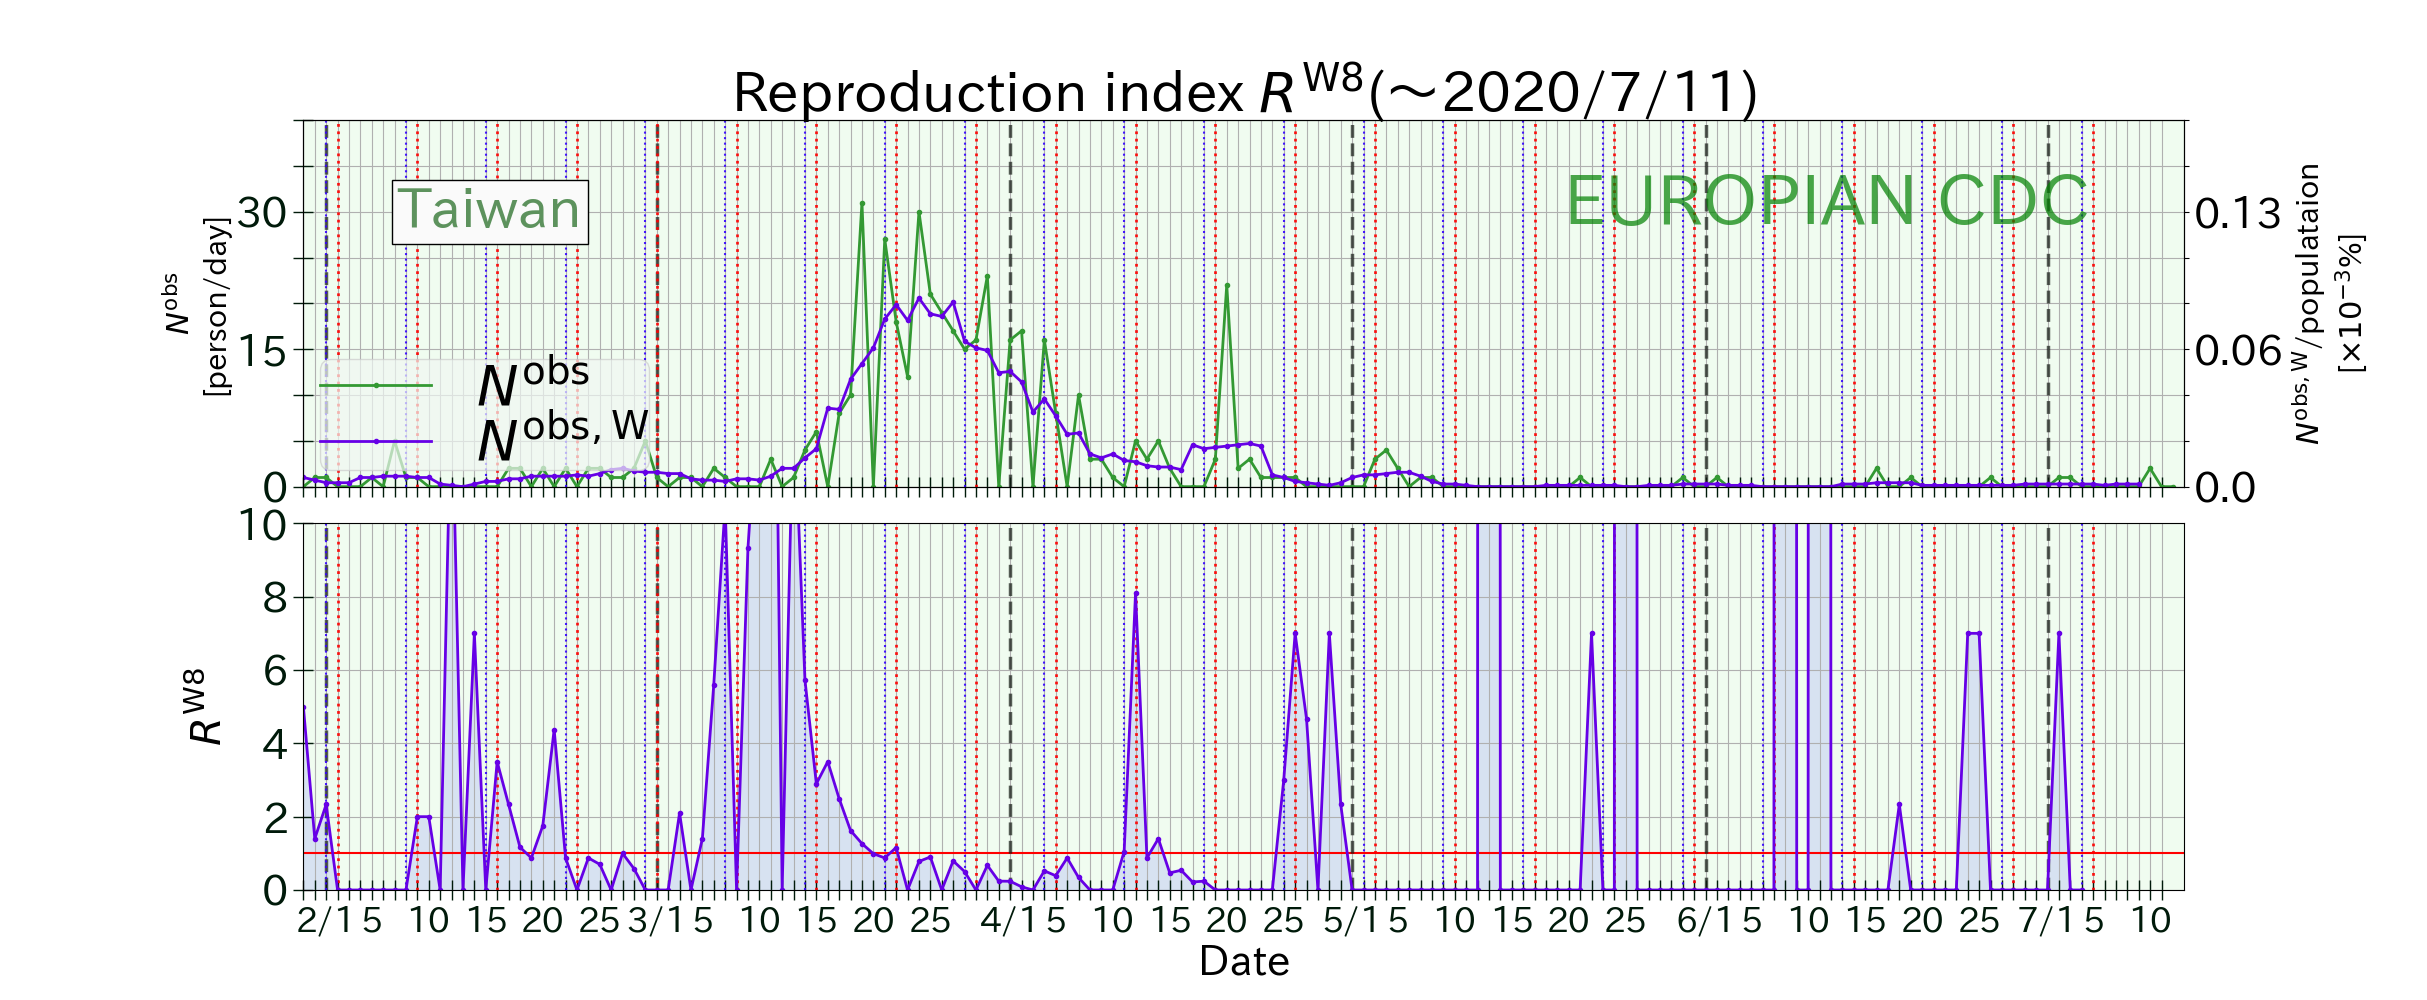 Reproduction index R^W8(～2020/7/11)
Taiwan
EUROPIAN CDC
N^obs
[person/day]
30
15
0
N^obs
N^obs, W
0.13
0.06
0.0
N^obs, W/populataion
[×10^−3%]
10
8
6
4
2
0
R^W8
2/1 5 10 15 20 25 3/1 5 10 15 20 25 4/1 5 10 15 20 25 5/1 5 10 15 20 25 6/1 5 10 15 20 25 7/1 5 10
Date